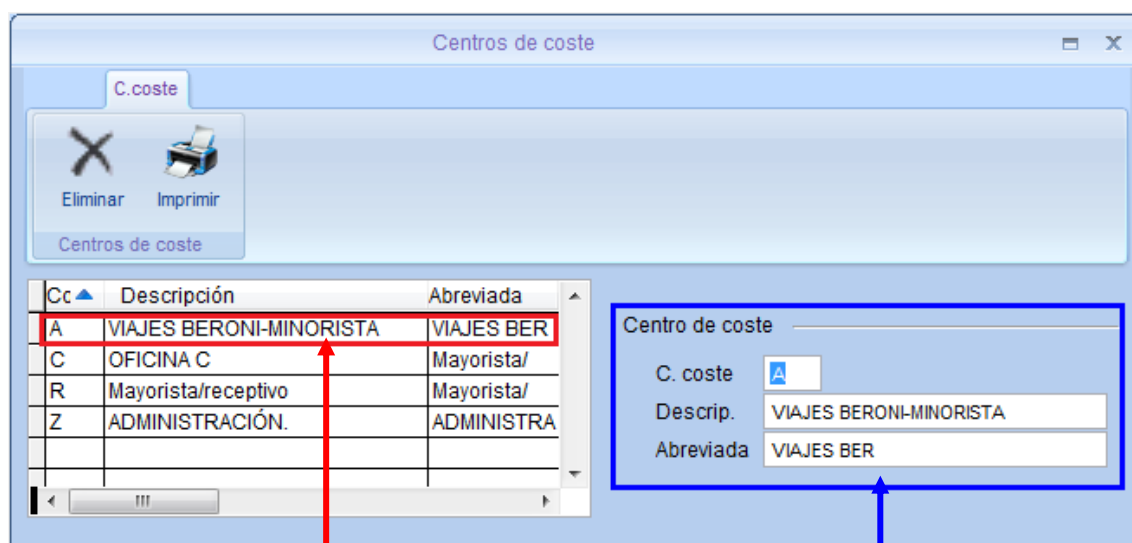 Centros de coste
C.coste
Eliminar Imprimir
Centros de coste
Cc Descripción Abreviada
A VIAJES BERONI-MINORISTA VIAJES BER
C OFICINA C Mayorista/
R Mayorista/receptivo Mayorista/
Z ADMINISTRACIÓN. ADMINISTRA
Centro de coste
C. coste A
Descrip. VIAJES BERONI-MINORISTA
Abreviada VIAJES BER